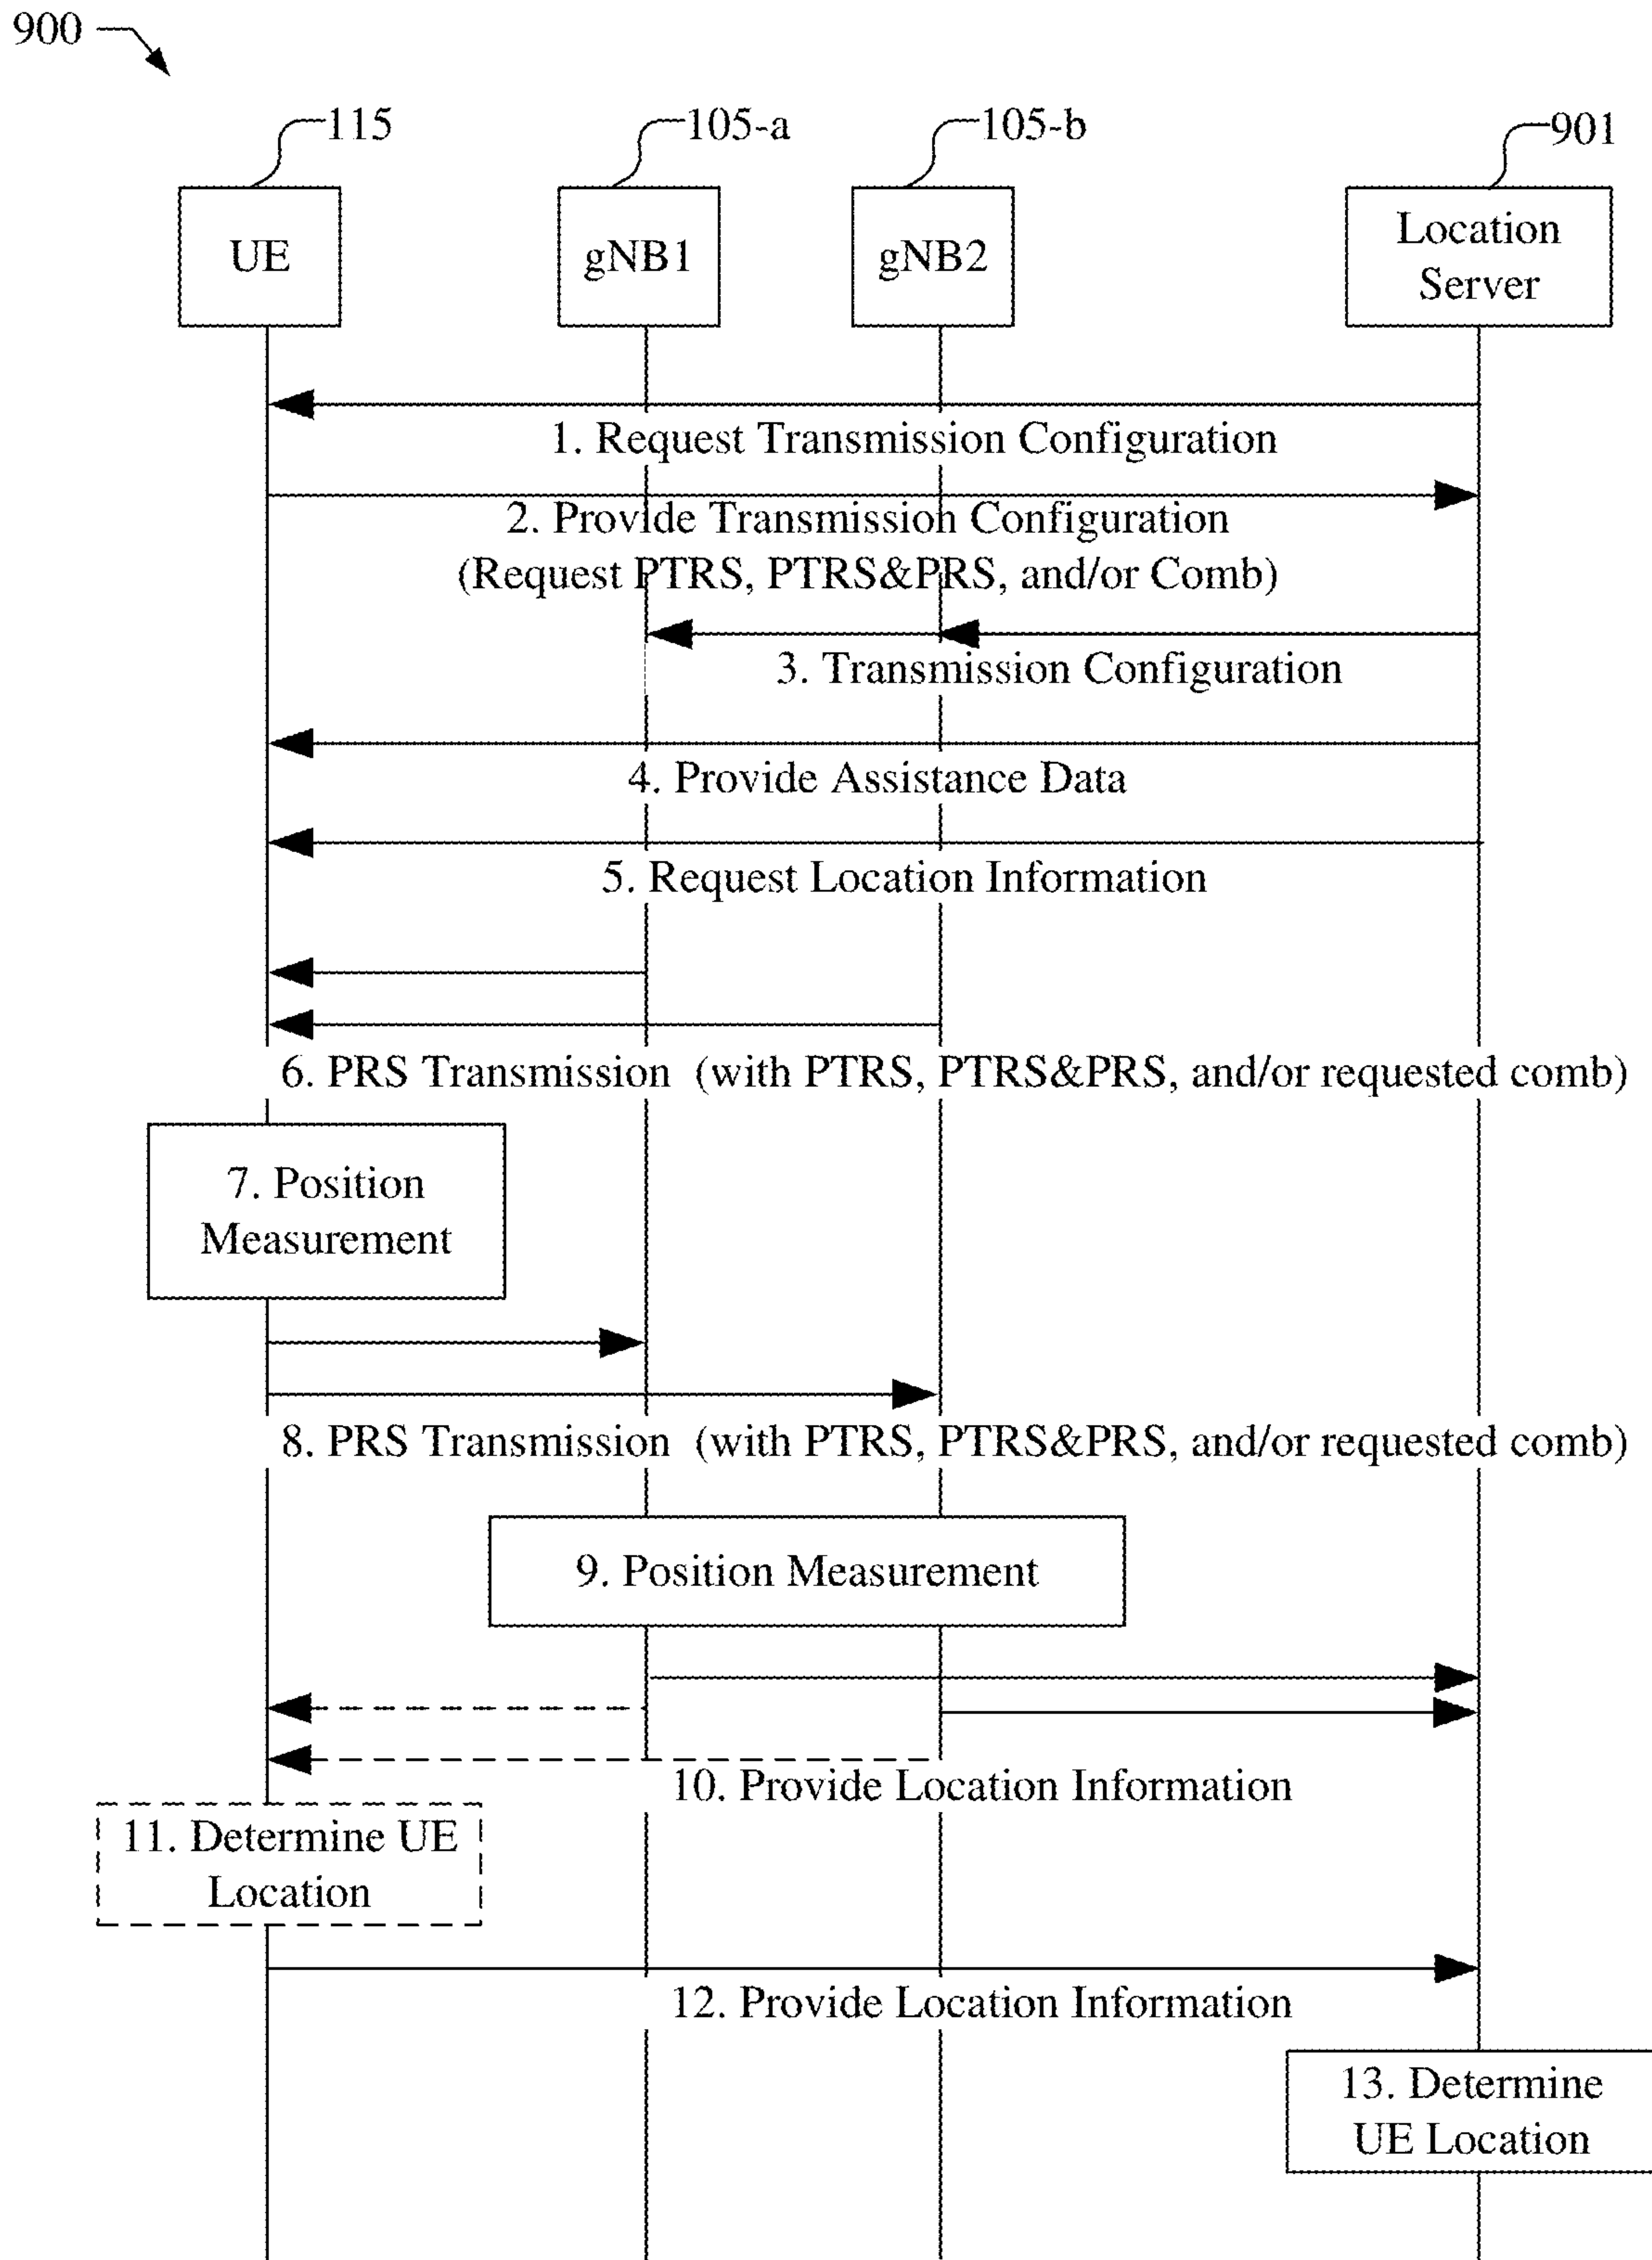 900
115
105-a
105-b
901
UE
gNB1
gNB2
Location
Server
1. Request Transmission Configuration
2. Provide Transmission Configuration
(Request PTRS, PTRS&PRS, and/or Comb)
3. Transmission Configuration
4. Provide Assistance Data
5. Request Location Information
6. PRS Transmission (with PTRS, PTRS&PRS, and/or requested comb)
7. Position
Measurement
8. PRS Transmission (with PTRS, PTRS&PRS, and/or requested comb)
9. Position Measurement
10. Provide Location Information
11. Determine UE
Location
12. Provide Location Information
13. Determine
UE Location